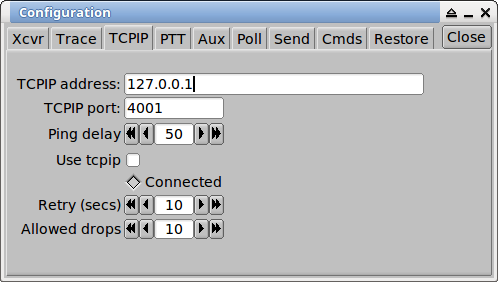 Configuration
Xcvr Trace TCPIP PTT Aux Poll Send Cmds Restore Close
TCPIP address: 127.0.0.1
TCPIP port: 4001
Ping delay 50
Use tcpip
Connected
Retry (secs) 10
Allowed drops 10